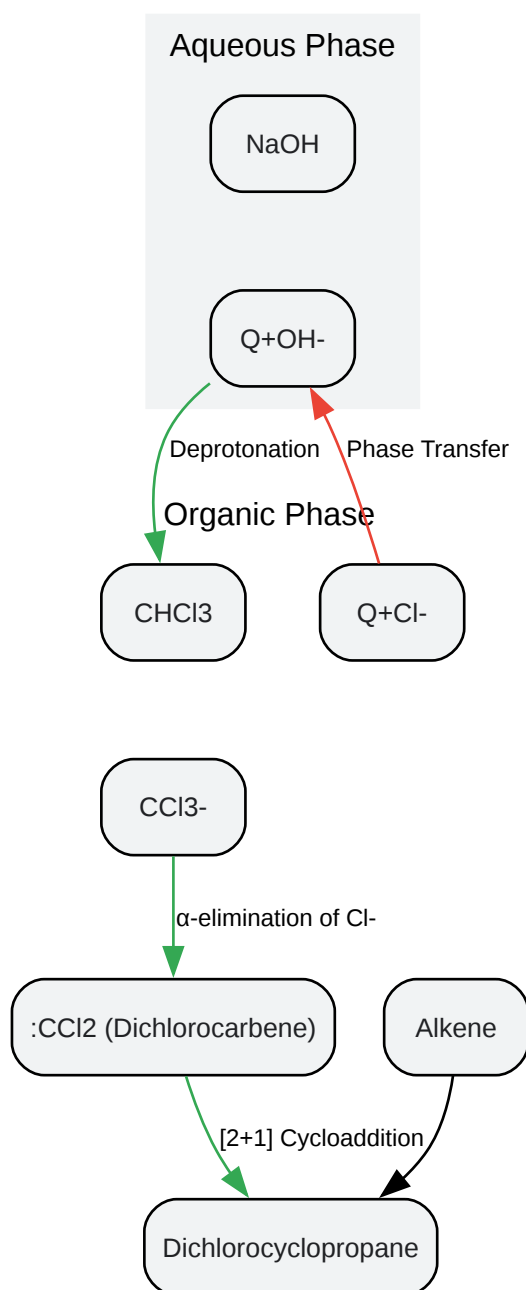 Aqueous Phase
NaOH
Q+OH-
Deprotonation
Phase Transfer
Organic Phase
CHCl3
Q+Cl-
CCl3-
α-elimination of Cl-
:CCl2 (Dichlorocarbene)
Alkene
[2+1] Cycloaddition
Dichlorocyclopropane